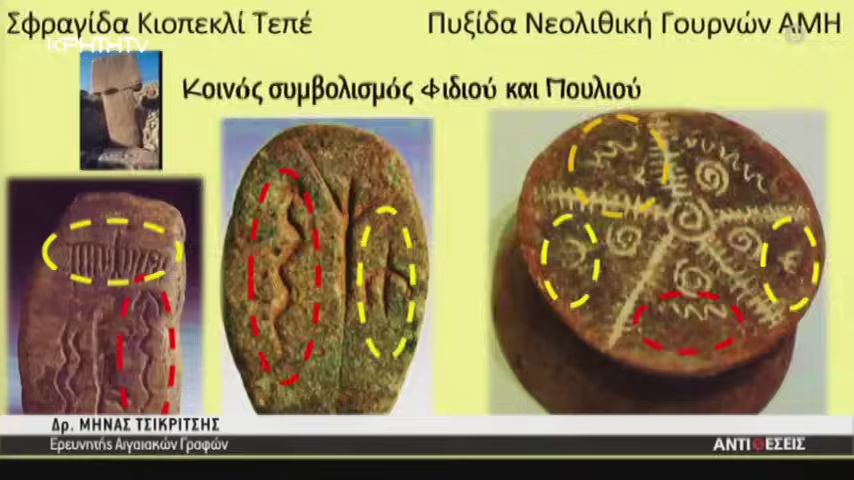 Σφραγίδα Κιοπεκλί Τεπέ
Πυξίδα Νεολιθική Γουρνών ΑΜΗ
ΚΡΗΤΗTV
Κοινός συμβολισμός Φιδιού και Πουλιού
Δρ. ΜΗΝΑΣ ΤΣΙΚΡΙΤΣΗΣ
Ερευνητής Αιγαιακών Γραφών
ΑΝΤΙΘΕΣΕΙΣ